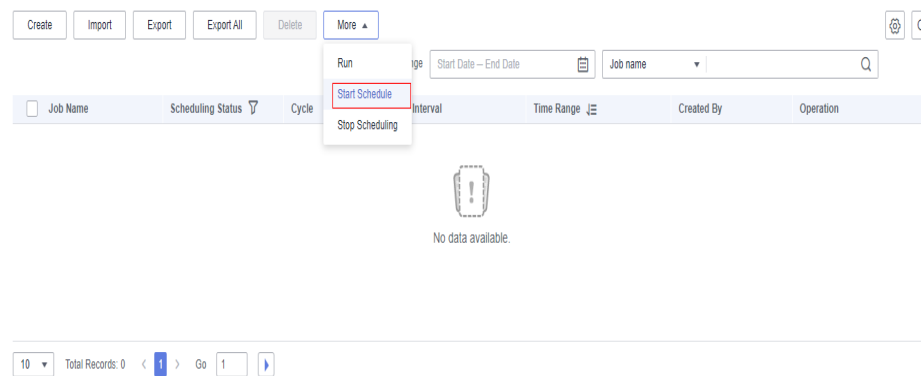 Create Import Export Export All Delete More
Run
nge Start Date – End Date Job name
Start Schedule
Job Name Scheduling Status Cycle Interval Time Range Created By Operation
Stop Scheduling
!
No data available.
10 Total Records: 0 < 1 > Go 1